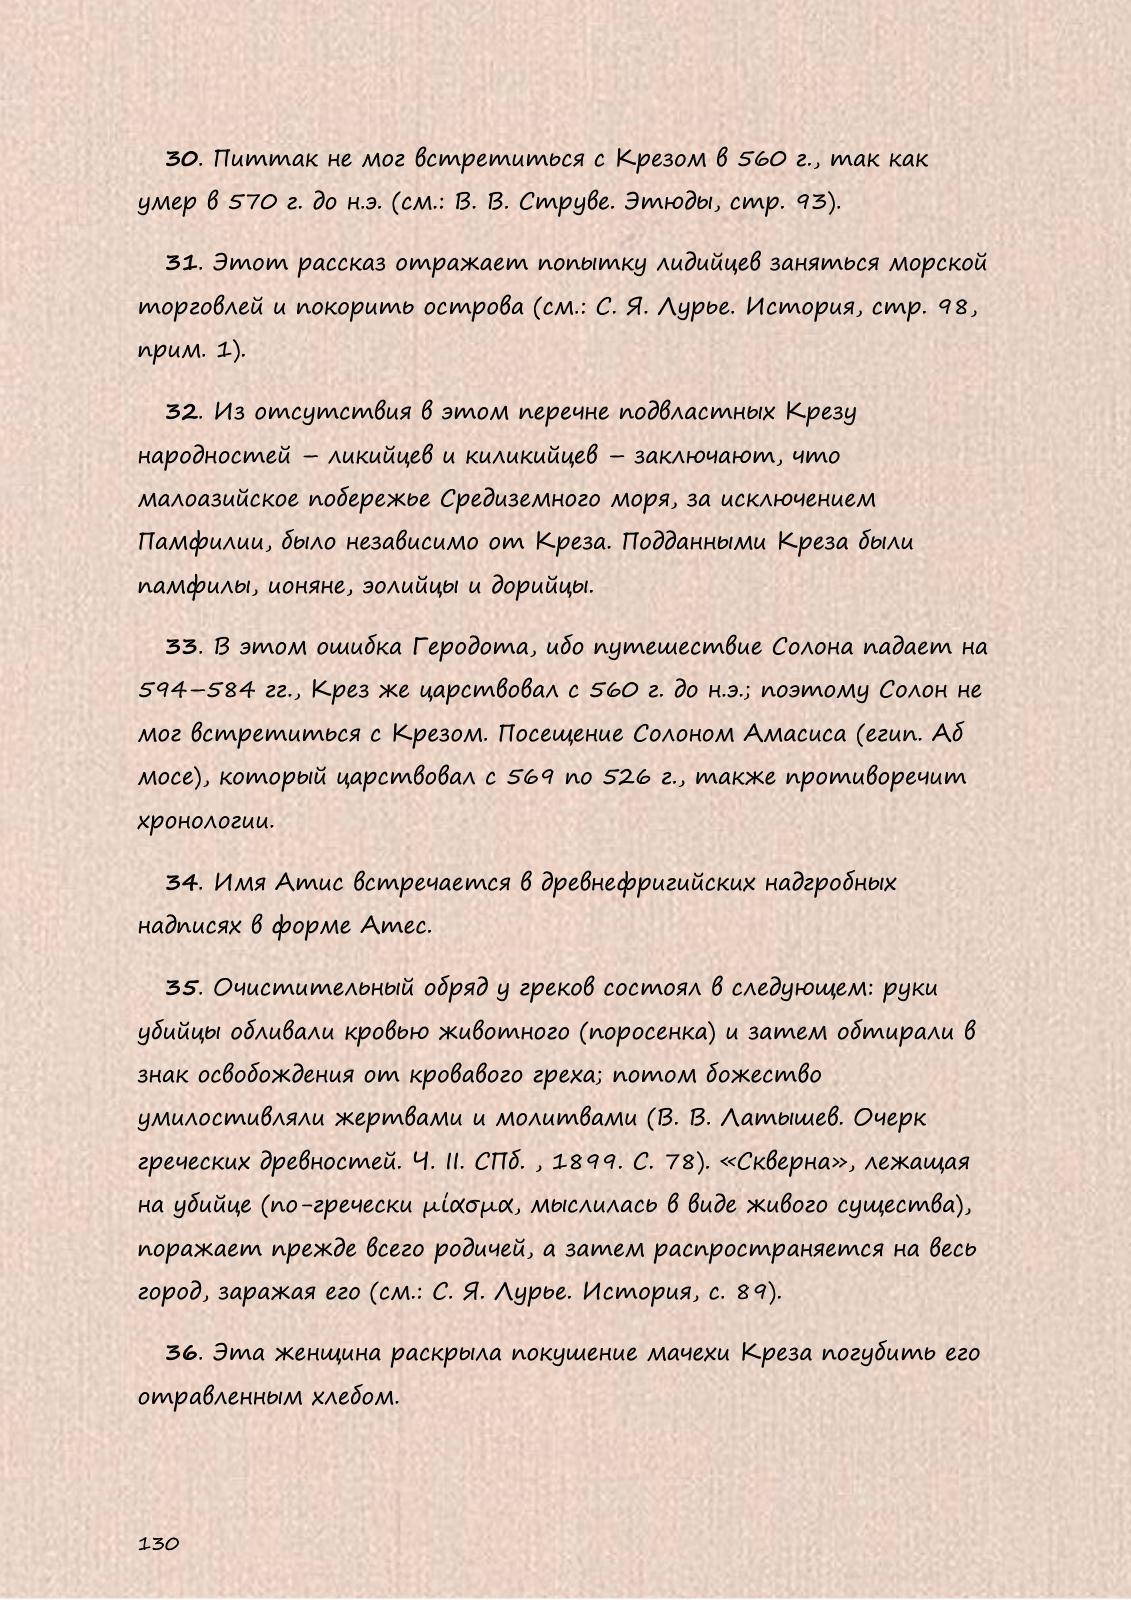 30. Питтак не мог встретиться с Крезом в 560 г., так как
умер в 570 г. до н.э. (см.: В. В. Струве. Этюды, стр. 93).
31. Этот рассказ отражает попытку лидийцев заняться морской
торговлей и покорить острова (см.: С. Я. Лурье. История, стр. 98,
прим. 1).
32. Из отсутствия в этом перечне подвластных Крезу
народностей – ликийцев и киликийцев – заключают, что
малоазийское побережье Средиземного моря, за исключением
Памфилии, было независимо от Креза. Подданными Креза были
памфилы, ионяне, эолийцы и дорийцы.
33. В этом ошибка Геродота, ибо путешествие Солона падает на
594–584 гг., Крез же царствовал с 560 г. до н.э.; поэтому Солон не
мог встретиться с Крезом. Посещение Солоном Амасиса (египт. Аб
мосе), который царствовал с 569 по 526 г., также противоречит
хронологии.
34. Имя Атис встречается в древнефригийских надгробных
надписях в форме Атес.
35. Очистительный обряд у греков состоял в следующем: руки
убийцы обливали кровью животного (поросенка) и затем обтирали в
знак освобождения от кровавого греха; потом божество
умилостивляли жертвами и молитвами (В. В. Латышев. Очерк
греческих древностей. Ч. II. СПб. , 1899. С. 78). «Скверна», лежащая
на убийце (по-гречески μίασμα, мыслилась в виде живого существа),
поражает прежде всего родичей, а затем распространяется на весь
город, заражая его (см.: С. Я. Лурье. История, с. 89).
36. Эта женщина раскрыла покушение мачехи Креза погубить его
отравленным хлебом.
130